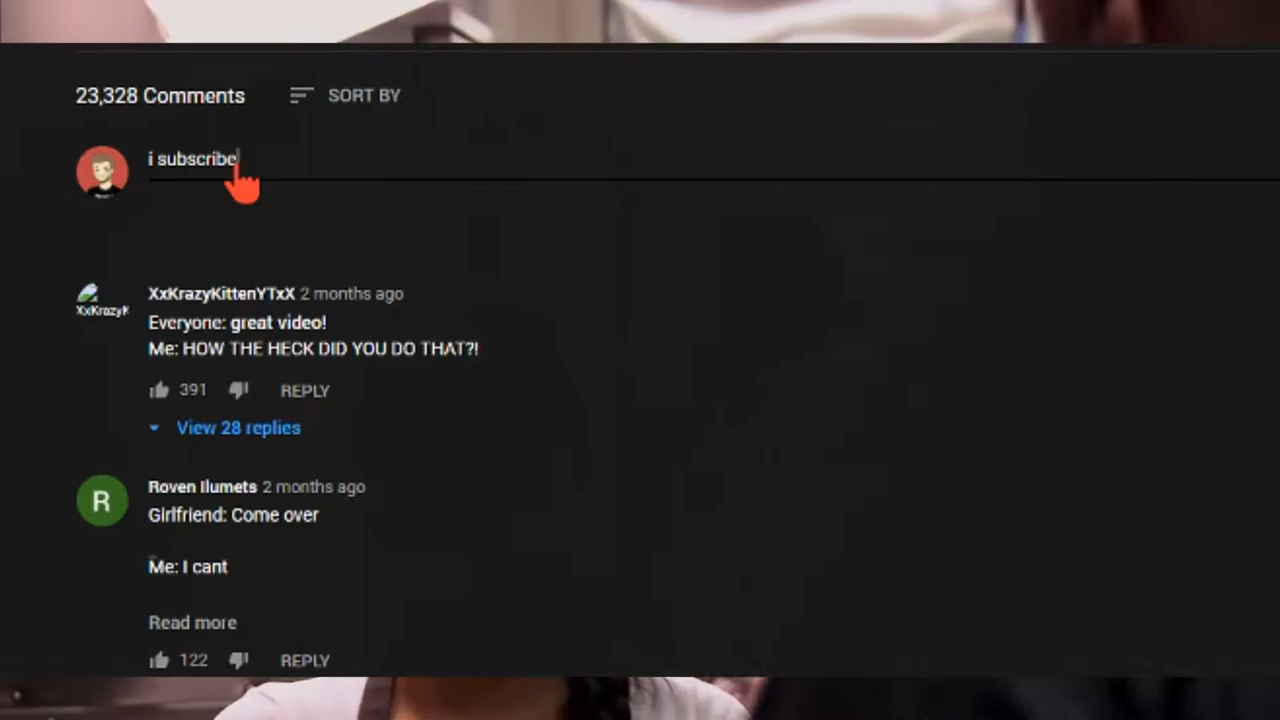 23,328 Comments
SORT BY
i subscribe
XxKrazyK
XxKrazyKittenYTxX 2 months ago
Everyone: great video!
Me: HOW THE HECK DID YOU DO THAT?!
391
REPLY
View 28 replies
R
Roven Ilumets 2 months ago
Girlfriend: Come over
Me: I cant
Read more
122
REPLY